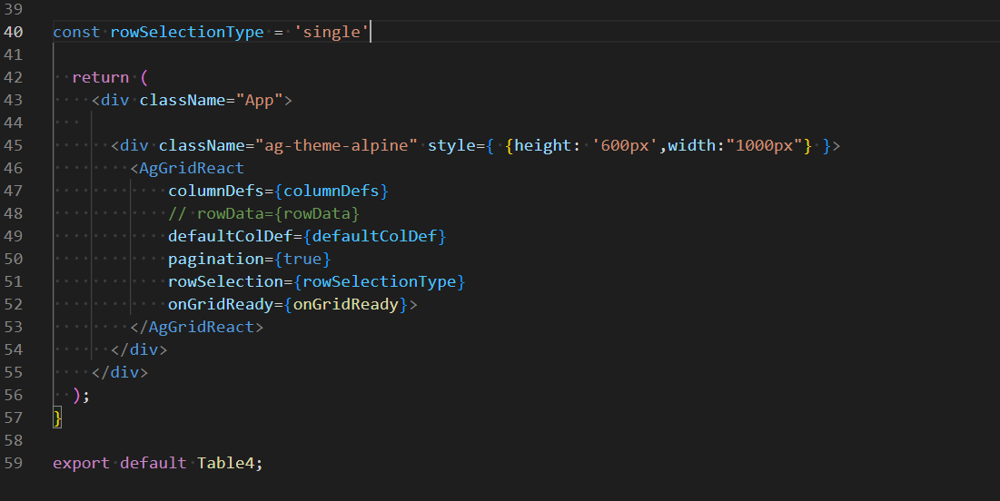 39
40 const rowSelectionType = 'single'
41
42   return (
43     <div className="App">
44
45       <div className="ag-theme-alpine" style={ {height: '600px',width:"1000px"} }>
46         <AgGridReact
47             columnDefs={columnDefs}
48             // rowData={rowData}
49             defaultColDef={defaultColDef}
50             pagination={true}
51             rowSelection={rowSelectionType}
52             onGridReady={onGridReady}>
53         </AgGridReact>
54       </div>
55     </div>
56   );
57 }
58
59 export default Table4;